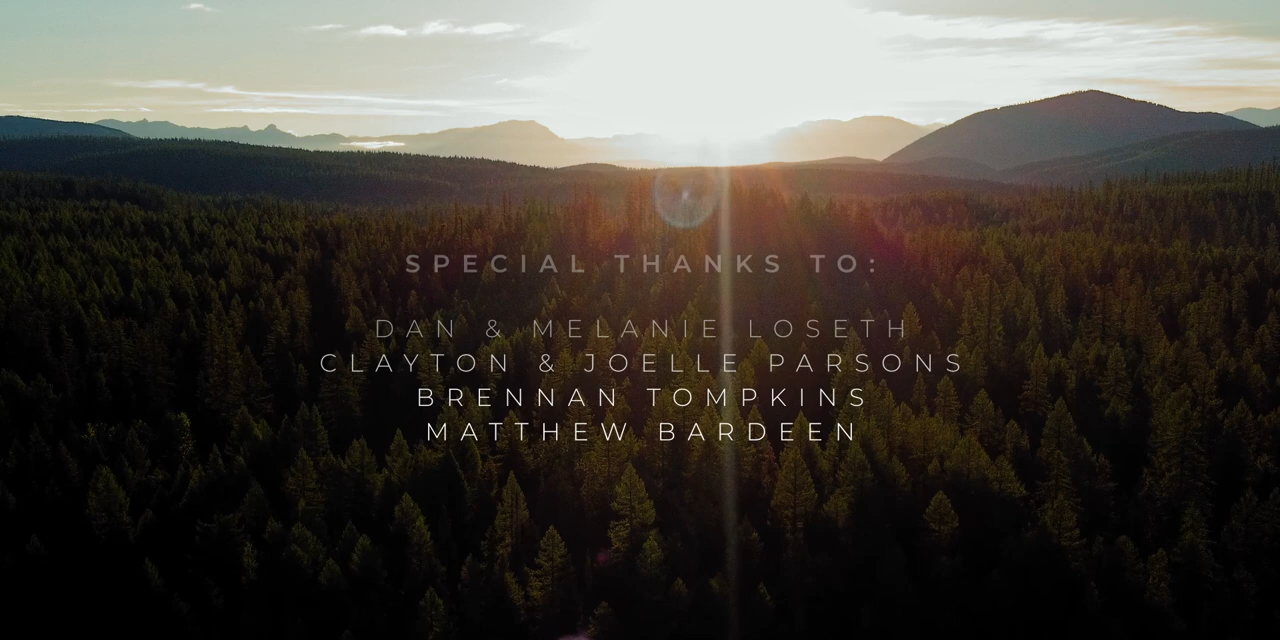 SPECIAL THANKS TO:
DAN & MELANIE LOSETH
CLAYTON & JOELLE PARSONS
BRENNAN TOMPKINS
MATTHEW BARDEEN